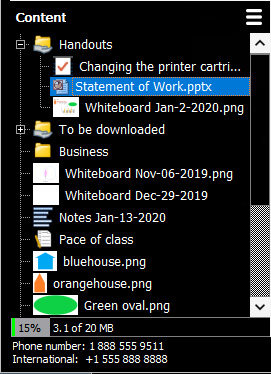 Content
Handouts
Changing the printer cartri...
Statement of Work.pptx
Whiteboard Jan-2-2020.png
To be downloaded
Business
Whiteboard Nov-06-2019.png
Whiteboard Dec-29-2019
Notes Jan-13-2020
Pace of class
bluehouse.png
orangehouse.png
Green oval.png
15% 3.1 of 20 MB
Phone number: 1 888 555 9511
International: +1 555 888 8888